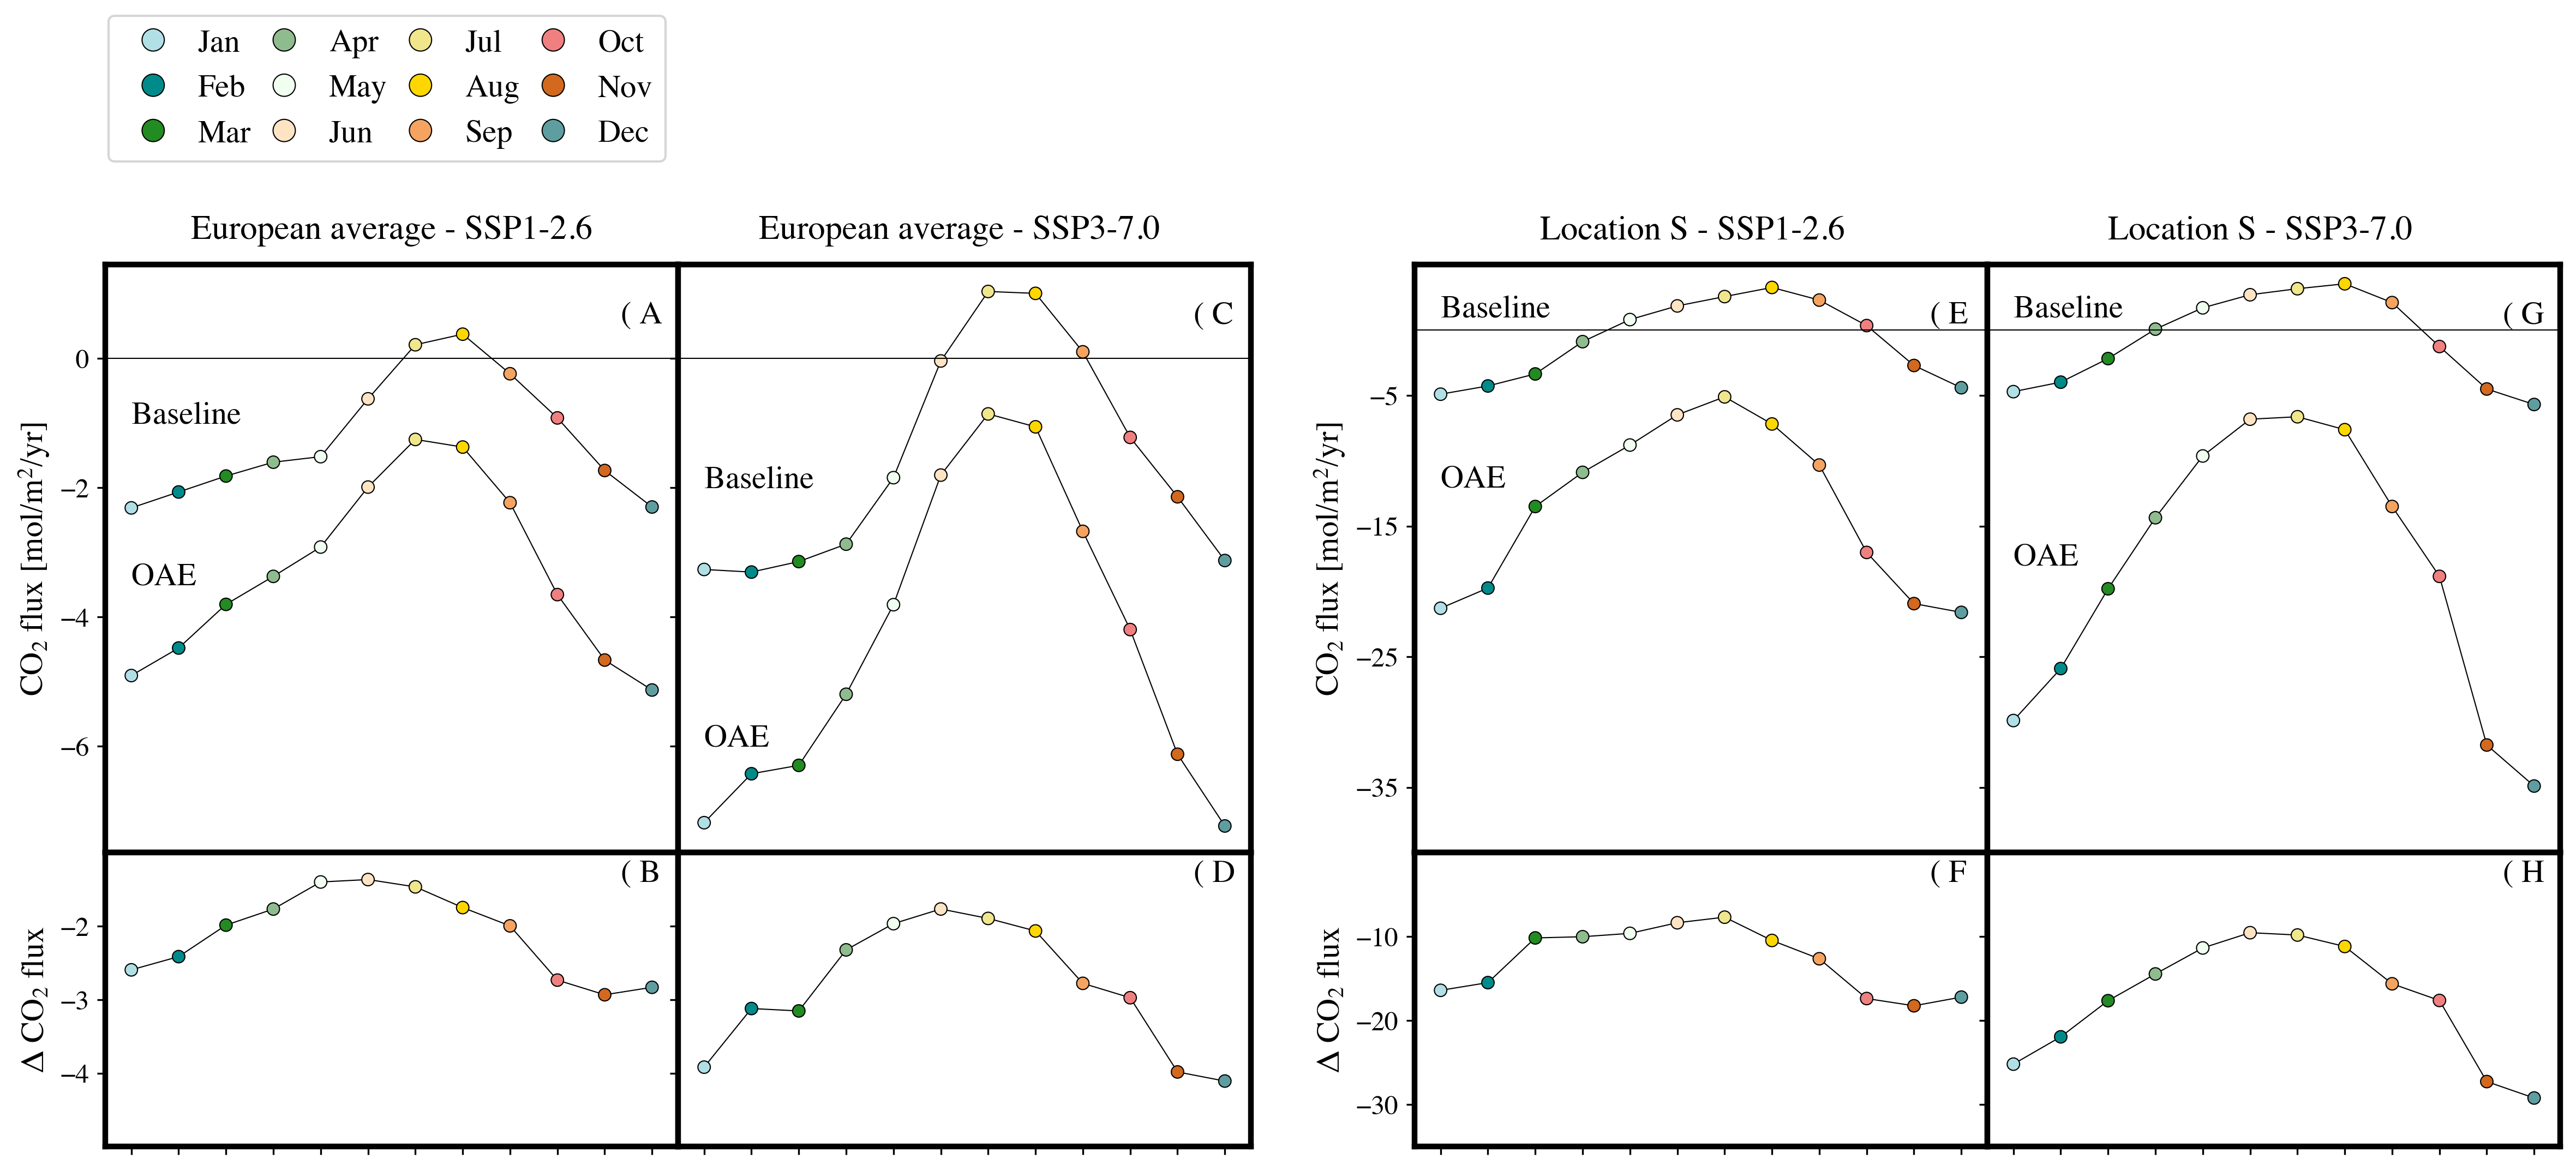 Jan Apr Jul Oct
Feb May Aug Nov
Mar Jun Sep Dec
European average - SSP1-2.6
European average - SSP3-7.0
Location S - SSP1-2.6
Location S - SSP3-7.0
CO₂ flux [mol/m²/yr]
0
−2
−4
−6
( A
Baseline
OAE
( C
Baseline
OAE
CO₂ flux [mol/m²/yr]
−5
−15
−25
−35
Baseline
( E
OAE
Baseline
( G
OAE
Δ CO₂ flux
−2
−3
−4
( B
( D
Δ CO₂ flux
−10
−20
−30
( F
( H